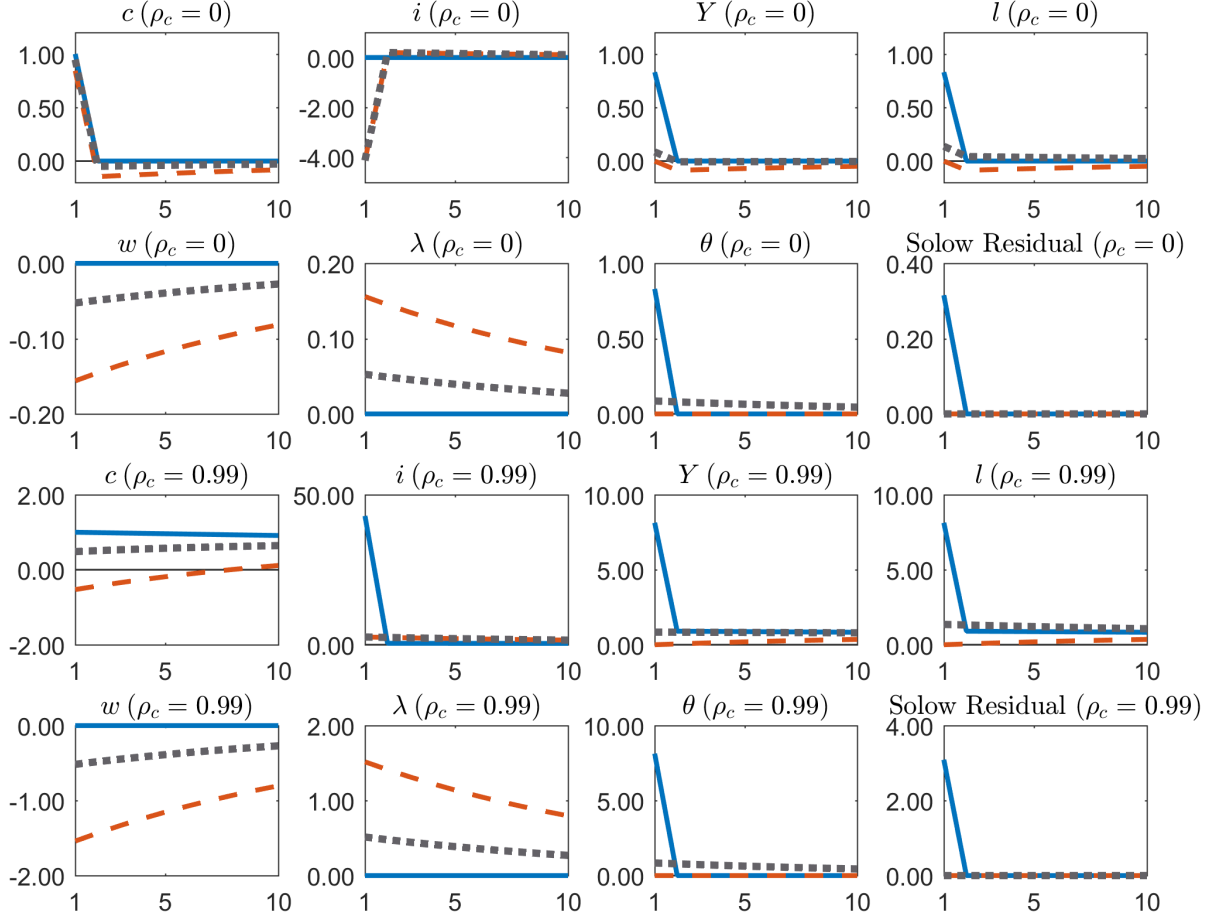 c (ρ_c = 0) i (ρ_c = 0) Y (ρ_c = 0) l (ρ_c = 0)
1.00 0.00 1.00 1.00
0.50 -2.00 0.50 0.50
0.00 -4.00 0.00 0.00
1 5 10 1 5 10 1 5 10 1 5 10
w (ρ_c = 0) λ (ρ_c = 0) θ (ρ_c = 0) Solow Residual (ρ_c = 0)
0.00 0.20 1.00 0.40
-0.10 0.10 0.50 0.20
-0.20 0.00 0.00 0.00
1 5 10 1 5 10 1 5 10 1 5 10
c (ρ_c = 0.99) i (ρ_c = 0.99) Y (ρ_c = 0.99) l (ρ_c = 0.99)
2.00 50.00 10.00 10.00
0.00 5.00 5.00
-2.00 0.00 0.00 0.00
1 5 10 1 5 10 1 5 10 1 5 10
w (ρ_c = 0.99) λ (ρ_c = 0.99) θ (ρ_c = 0.99) Solow Residual (ρ_c = 0.99)
0.00 2.00 10.00 4.00
-1.00 1.00 5.00 2.00
-2.00 0.00 0.00 0.00
1 5 10 1 5 10 1 5 10 1 5 10